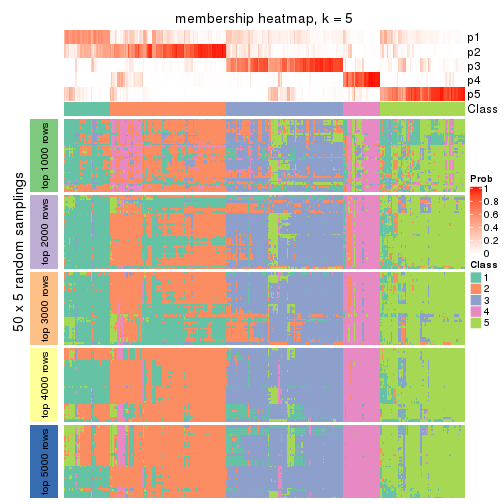 membership heatmap, k = 5
p1
p2
p3
p4
p5
Class
50 x 5 random samplings
top 1000 rows
top 2000 rows
top 3000 rows
top 4000 rows
top 5000 rows
Prob
1
0.8
0.6
0.4
0.2
0
Class
1
2
3
4
5